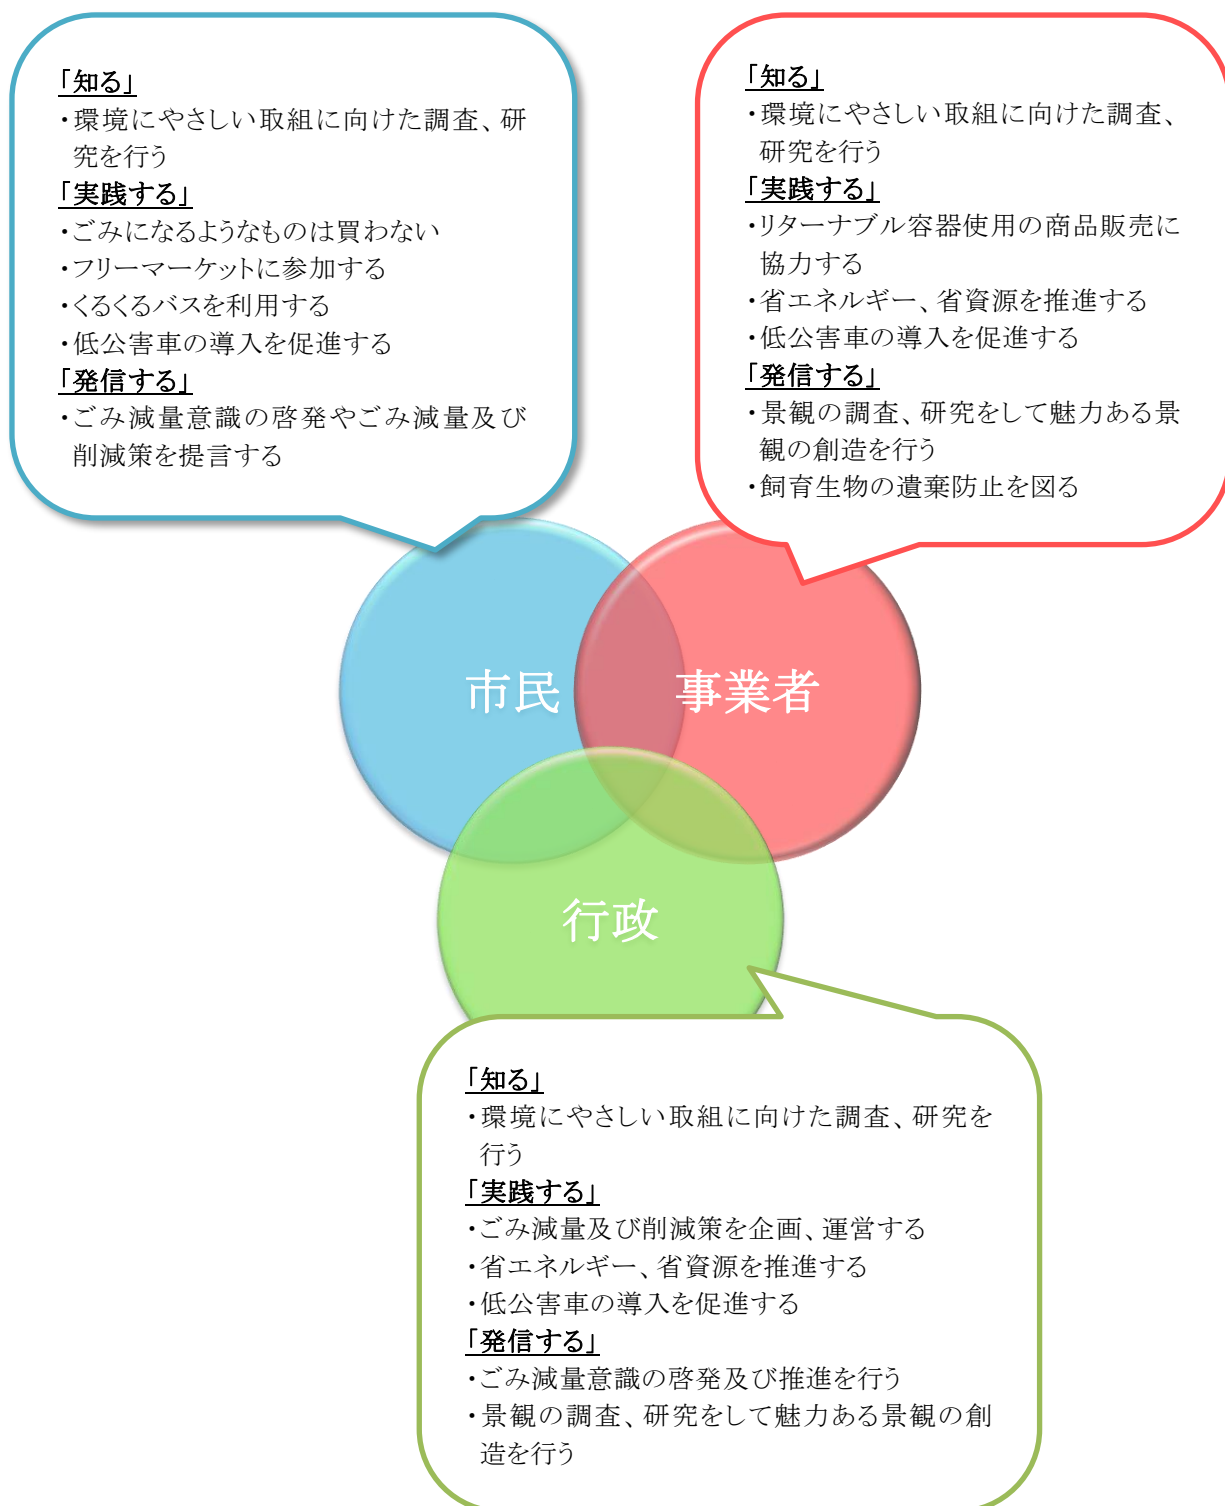 「知る」
・環境にやさしい取組に向けた調査、研
究を行う
「実践する」
・ごみになるようなものは買わない
・フリーマーケットに参加する
・くるくるバスを利用する
・低公害車の導入を促進する
「発信する」
・ごみ減量意識の啓発やごみ減量及び
削減策を提言する
「知る」
・環境にやさしい取組に向けた調査、
研究を行う
「実践する」
・リターナブル容器使用の商品販売に
協力する
・省エネルギー、省資源を推進する
・低公害車の導入を促進する
「発信する」
・景観の調査、研究をして魅力ある景
観の創造を行う
・飼育生物の遺棄防止を図る
市民
事業者
行政
「知る」
・環境にやさしい取組に向けた調査、研究を
行う
「実践する」
・ごみ減量及び削減策を企画、運営する
・省エネルギー、省資源を推進する
・低公害車の導入を促進する
「発信する」
・ごみ減量意識の啓発及び推進を行う
・景観の調査、研究をして魅力ある景観の創
造を行う